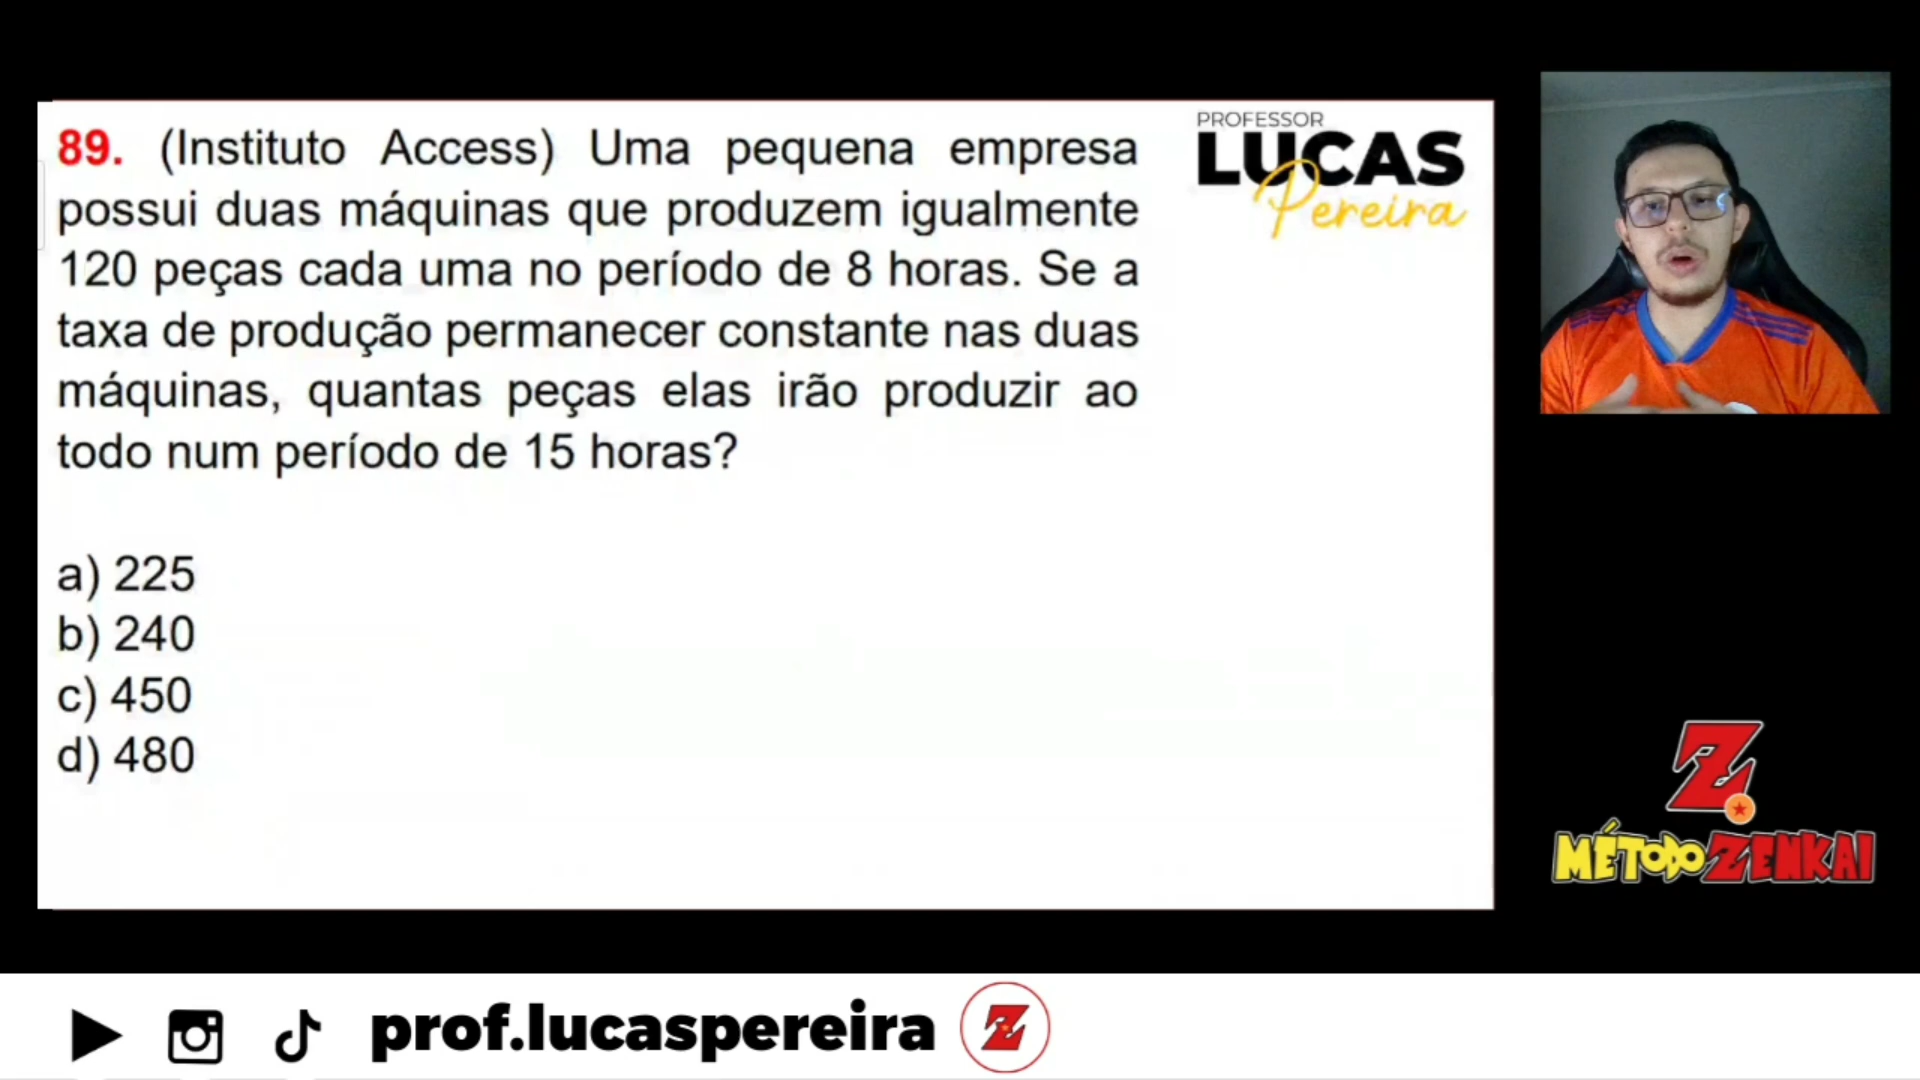 89. (Instituto Access) Uma pequena empresa
possui duas máquinas que produzem igualmente
120 peças cada uma no período de 8 horas. Se a
taxa de produção permanecer constante nas duas
máquinas, quantas peças elas irão produzir ao
todo num período de 15 horas?
a) 225
b) 240
c) 450
d) 480
PROFESSOR
LUCAS
Pereira
Z
MÉTODO ZENKAI
prof.lucaspereira Z